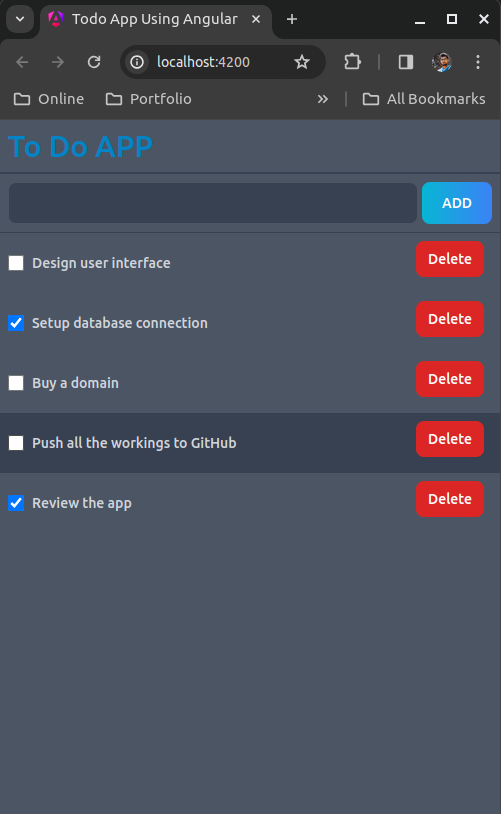 Todo App Using Angular
localhost:4200
Online Portfolio » All Bookmarks
To Do APP
ADD
Design user interface Delete
Setup database connection Delete
Buy a domain Delete
Push all the workings to GitHub Delete
Review the app Delete